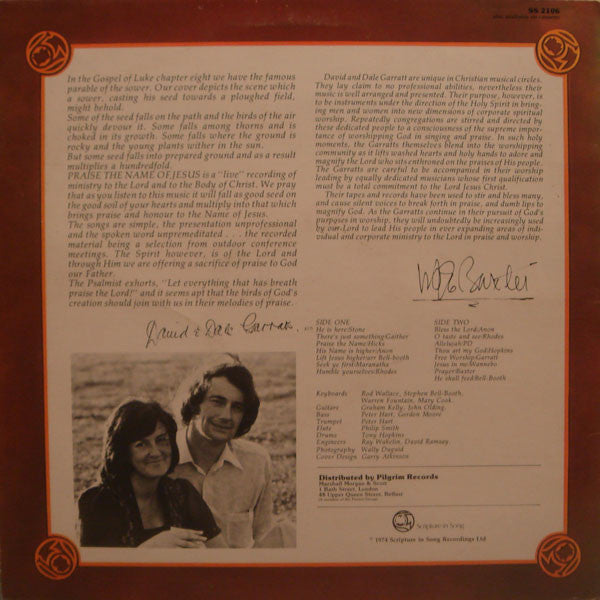 SS 2106
also available on cassette
In the Gospel of Luke chapter eight we have the famous
parable of the sower. Our cover depicts the scene which
a sower, casting his seed towards a ploughed field,
might behold.
Some of the seed falls on the path and the birds of the air
quickly devour it. Some falls among thorns and is
choked in its growth. Some falls where the ground is
rocky and the young plants wither in the sun.
But some seed falls into prepared ground and as a result
multiplies a hundredfold.
PRAISE THE NAME OF JESUS is a "live" recording of
ministry to the Lord and to the Body of Christ. We pray
that as you listen to this music it will fall as good seed on
the good soil of your hearts and multiply into that which
brings praise and honour to the Name of Jesus.
The songs are simple, the presentation unprofessional
and the spoken word unpremeditated . . . the recorded
material being a selection from outdoor conference
meetings. The Spirit however, is of the Lord and
through Him we are offering a sacrifice of praise to God
our Father.
The Psalmist exhorts, "Let everything that has breath
praise the Lord!" and it seems apt that the birds of God's
creation should join with us in their melodies of praise.
David & Dale Garratt.
David and Dale Garratt are unique in Christian musical circles.
They lay claim to no professional abilities, nevertheless their
music is well arranged and presented. Their purpose, however, is
to be instruments under the direction of the Holy Spirit in bring-
ing men and women into new dimensions of corporate spiritual
worship. Repeatedly congregations are stirred and directed by
these dedicated people to a consciousness of the supreme impor-
tance of worshipping God in singing and praise. In such holy
moments, the Garratts themselves blend into the worshipping
community as it lifts washed hearts and holy hands to adore and
magnify the Lord who sits enthroned on the praises of His people.
The Garratts are careful to be accompanied in their worship
leading by equally dedicated musicians whose first qualification
must be a total commitment to the Lord Jesus Christ.
Their tapes and records have been used to stir and bless many,
and cause silent voices to break forth in praise, and dumb lips to
magnify God. As the Garratts continue in their pursuit of God's
purposes in worship, they will undoubtedly be increasingly used
by our Lord to lead His people in ever expanding areas of indi-
vidual and corporate ministry to the Lord in praise and worship.
Baxter
SIDE ONE
He is here:Stone
There's just something:Gaither
Praise the Name:Hicks
His Name is higher:Anon
Lift Jesus higher:arr Bell-booth
Seek ye first:Maranatha
Humble yourselves:Rhodes
SIDE TWO
Bless the Lord:Anon
O taste and see:Rhodes
Allelujah:PD
Thou art my God:Hopkins
Free Worship:Garratt
Jesus in me:Wannebo
Prayer:Baxter
He shall feed:Bell-Booth
Keyboards Rod Wallace, Stephen Bell-Booth,
Warren Fountain, Mary Cook.
Guitars Graham Kelly, John Olding.
Bass Peter Hart, Gordon Moore
Trumpet Peter Hart
Flute Philip Smith
Drums Tony Hopkins
Engineers Ray Wakelin, David Ramsey.
Photography Wally Duguid
Cover Design Garry Atkinson
Distributed by Pilgrim Records
Marshall Morgan & Scott
1 Bath Street, London
48 Upper Queen Street, Belfast
Scripture in Song
© 1974 Scripture in Song Recordings Ltd